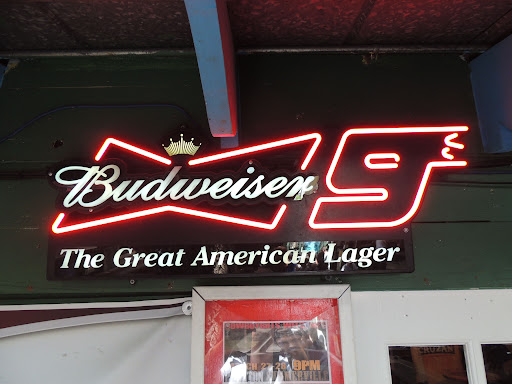 Budweiser 9
The Great American Lager
9PM